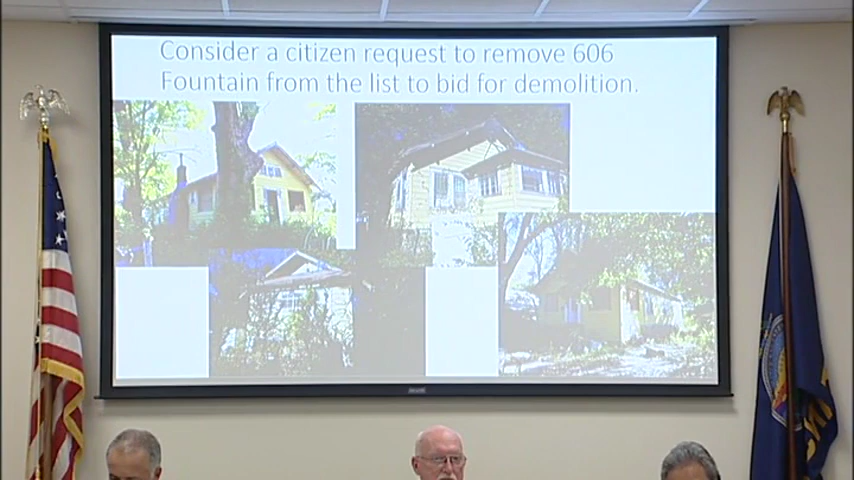 Consider a citizen request to remove 606
Fountain from the list to bid for demolition.